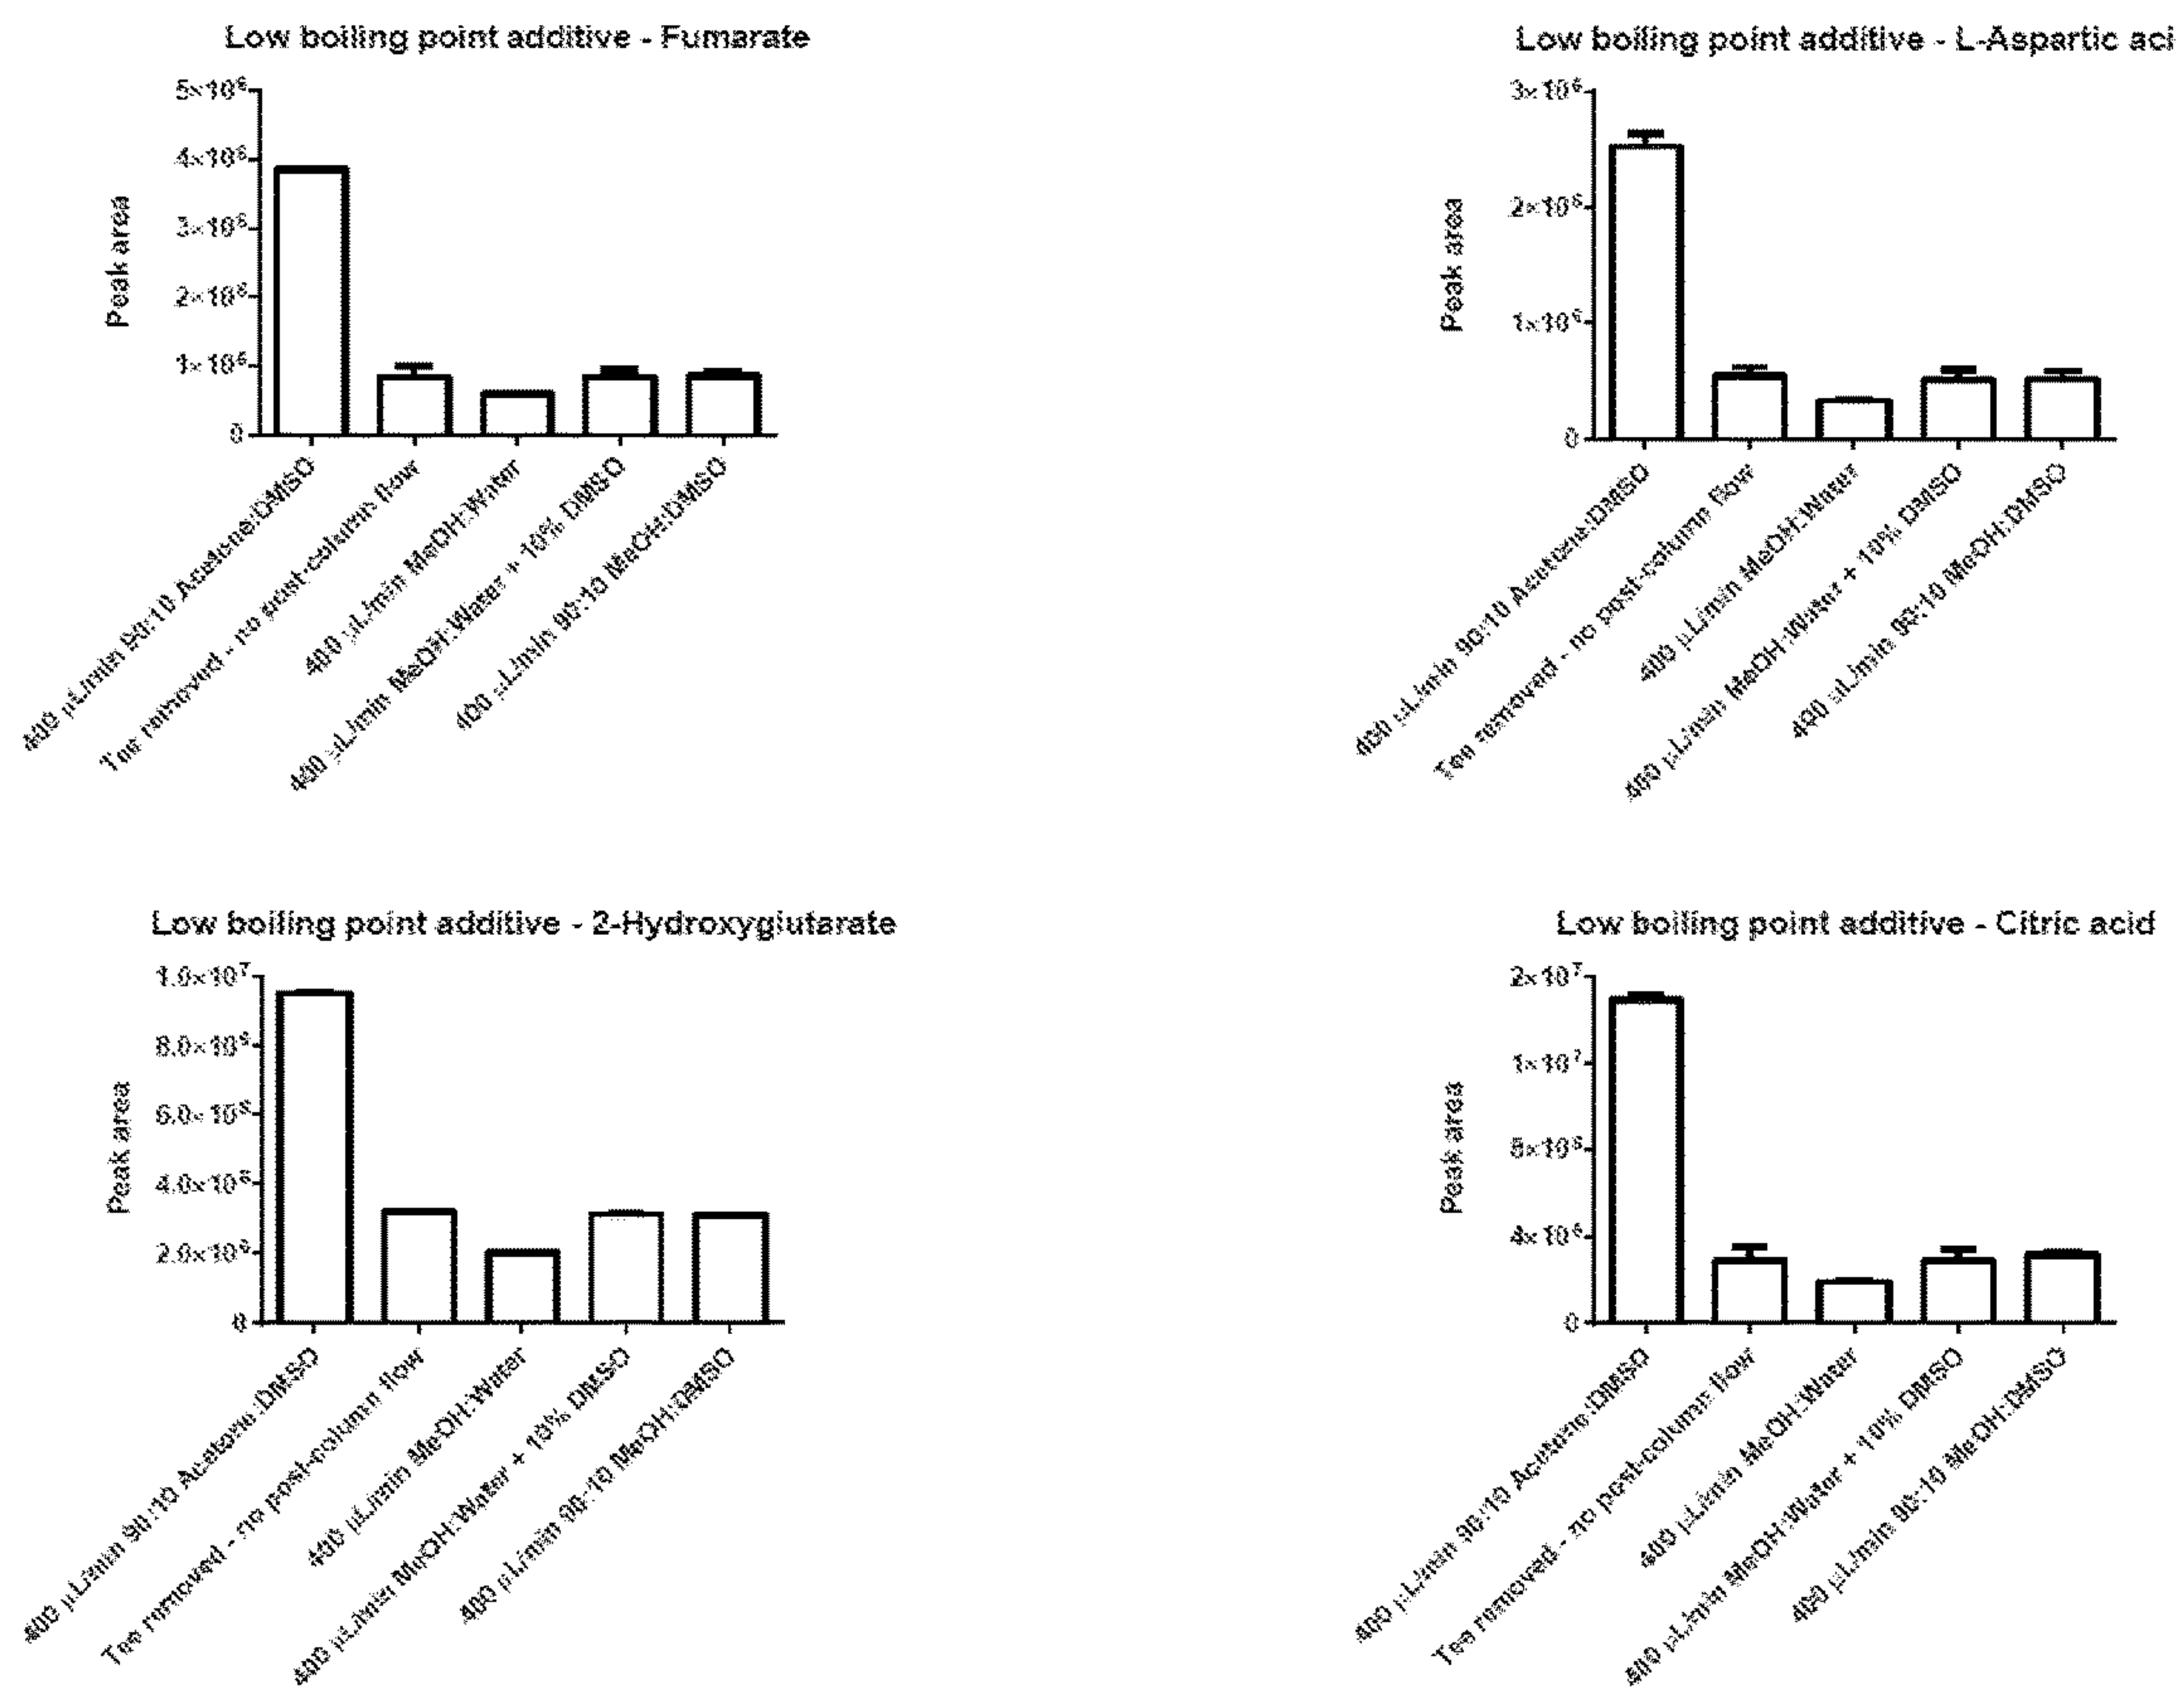 Low boiling point additive - Fumarate
Peak area
5×10⁶
4×10⁶
3×10⁶
2×10⁶
1×10⁶
0
400 µL/min 90:10 Acetone:DMSO
Tee removed - no post-column flow
400 µL/min MeOH:Water
400 µL/min MeOH:Water + 10% DMSO
400 µL/min 90:10 MeOH:DMSO
Low boiling point additive - L-Aspartic aci
Peak area
3×10⁶
2×10⁶
1×10⁶
0
400 µL/min 90:10 Acetone:DMSO
Tee removed - no post-column flow
400 µL/min MeOH:Water
400 µL/min MeOH:Water + 10% DMSO
400 µL/min 90:10 MeOH:DMSO
Low boiling point additive - 2-Hydroxyglutarate
Peak area
1.0×10⁷
8.0×10⁶
6.0×10⁶
4.0×10⁶
2.0×10⁶
0
400 µL/min 90:10 Acetone:DMSO
Tee removed - no post-column flow
400 µL/min MeOH:Water
400 µL/min MeOH:Water + 10% DMSO
400 µL/min 90:10 MeOH:DMSO
Low boiling point additive - Citric acid
Peak area
2×10⁷
1×10⁷
4×10⁶
0
400 µL/min 90:10 Acetone:DMSO
Tee removed - no post-column flow
400 µL/min MeOH:Water
400 µL/min MeOH:Water + 10% DMSO
400 µL/min 90:10 MeOH:DMSO